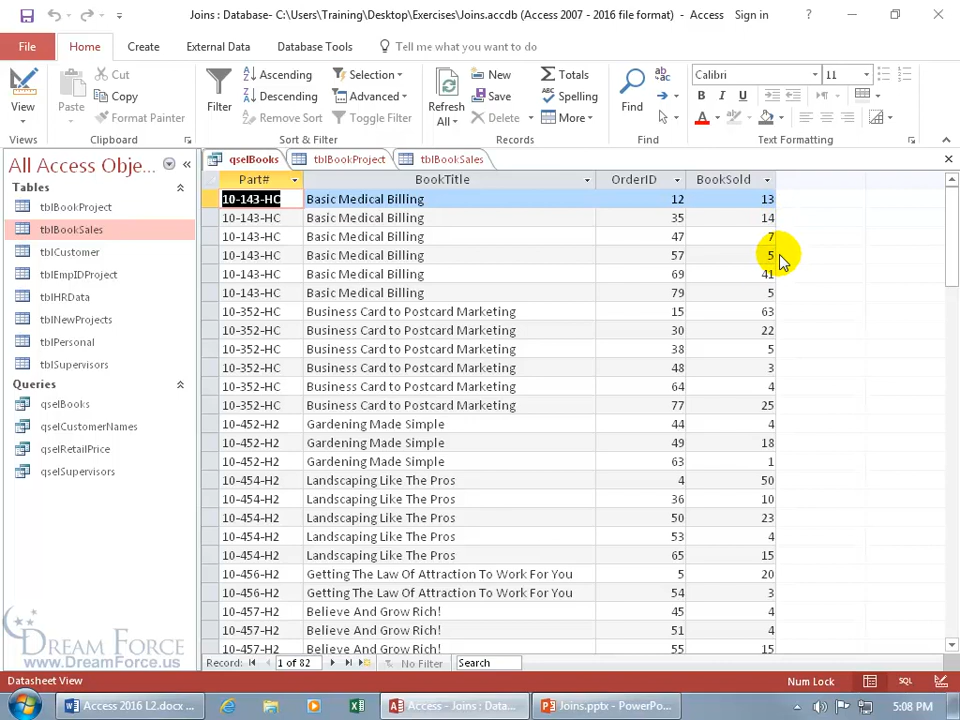 Joins : Database- C:\Users\Training\Desktop\Exercises\Joins.accdb (Access 2007 - 2016 file format) - Access Sign in ?
File Home Create External Data Database Tools Tell me what you want to do
View Views
Paste Cut Copy Format Painter Clipboard
Filter Ascending Descending Remove Sort Selection Advanced Toggle Filter Sort & Filter
Refresh All New Save Delete Totals Spelling More Records
Find Find
Calibri 11 B I U A Text Formatting
All Access Obje... «
Tables
tblBookProject
tblBookSales
tblCustomer
tblEmpIDProject
tblHRData
tblNewProjects
tblPersonal
tblSupervisors
Queries
qselBooks
qselCustomerNames
qselRetailPrice
qselSupervisors
qselBooks tblBookProject tblBookSales
Part# BookTitle OrderID BookSold
10-143-HC Basic Medical Billing 12 13
10-143-HC Basic Medical Billing 35 14
10-143-HC Basic Medical Billing 47 7
10-143-HC Basic Medical Billing 57 5
10-143-HC Basic Medical Billing 69 41
10-143-HC Basic Medical Billing 79 5
10-352-HC Business Card to Postcard Marketing 15 63
10-352-HC Business Card to Postcard Marketing 30 22
10-352-HC Business Card to Postcard Marketing 38 5
10-352-HC Business Card to Postcard Marketing 48 3
10-352-HC Business Card to Postcard Marketing 64 4
10-352-HC Business Card to Postcard Marketing 77 25
10-452-H2 Gardening Made Simple 44 4
10-452-H2 Gardening Made Simple 49 18
10-452-H2 Gardening Made Simple 63 1
10-454-H2 Landscaping Like The Pros 4 50
10-454-H2 Landscaping Like The Pros 36 10
10-454-H2 Landscaping Like The Pros 50 23
10-454-H2 Landscaping Like The Pros 53 4
10-454-H2 Landscaping Like The Pros 65 15
10-456-H2 Getting The Law Of Attraction To Work For You 5 20
10-456-H2 Getting The Law Of Attraction To Work For You 54 3
10-457-H2 Believe And Grow Rich! 45 4
10-457-H2 Believe And Grow Rich! 51 4
10-457-H2 Believe And Grow Rich! 55 15
Record: 1 of 82 No Filter Search
DREAM FORCE
www.DreamForce.us
Datasheet View Num Lock SQL
Access 2016 L2.docx ... Access - Joins : Data... Joins.pptx - PowerPo... 5:08 PM